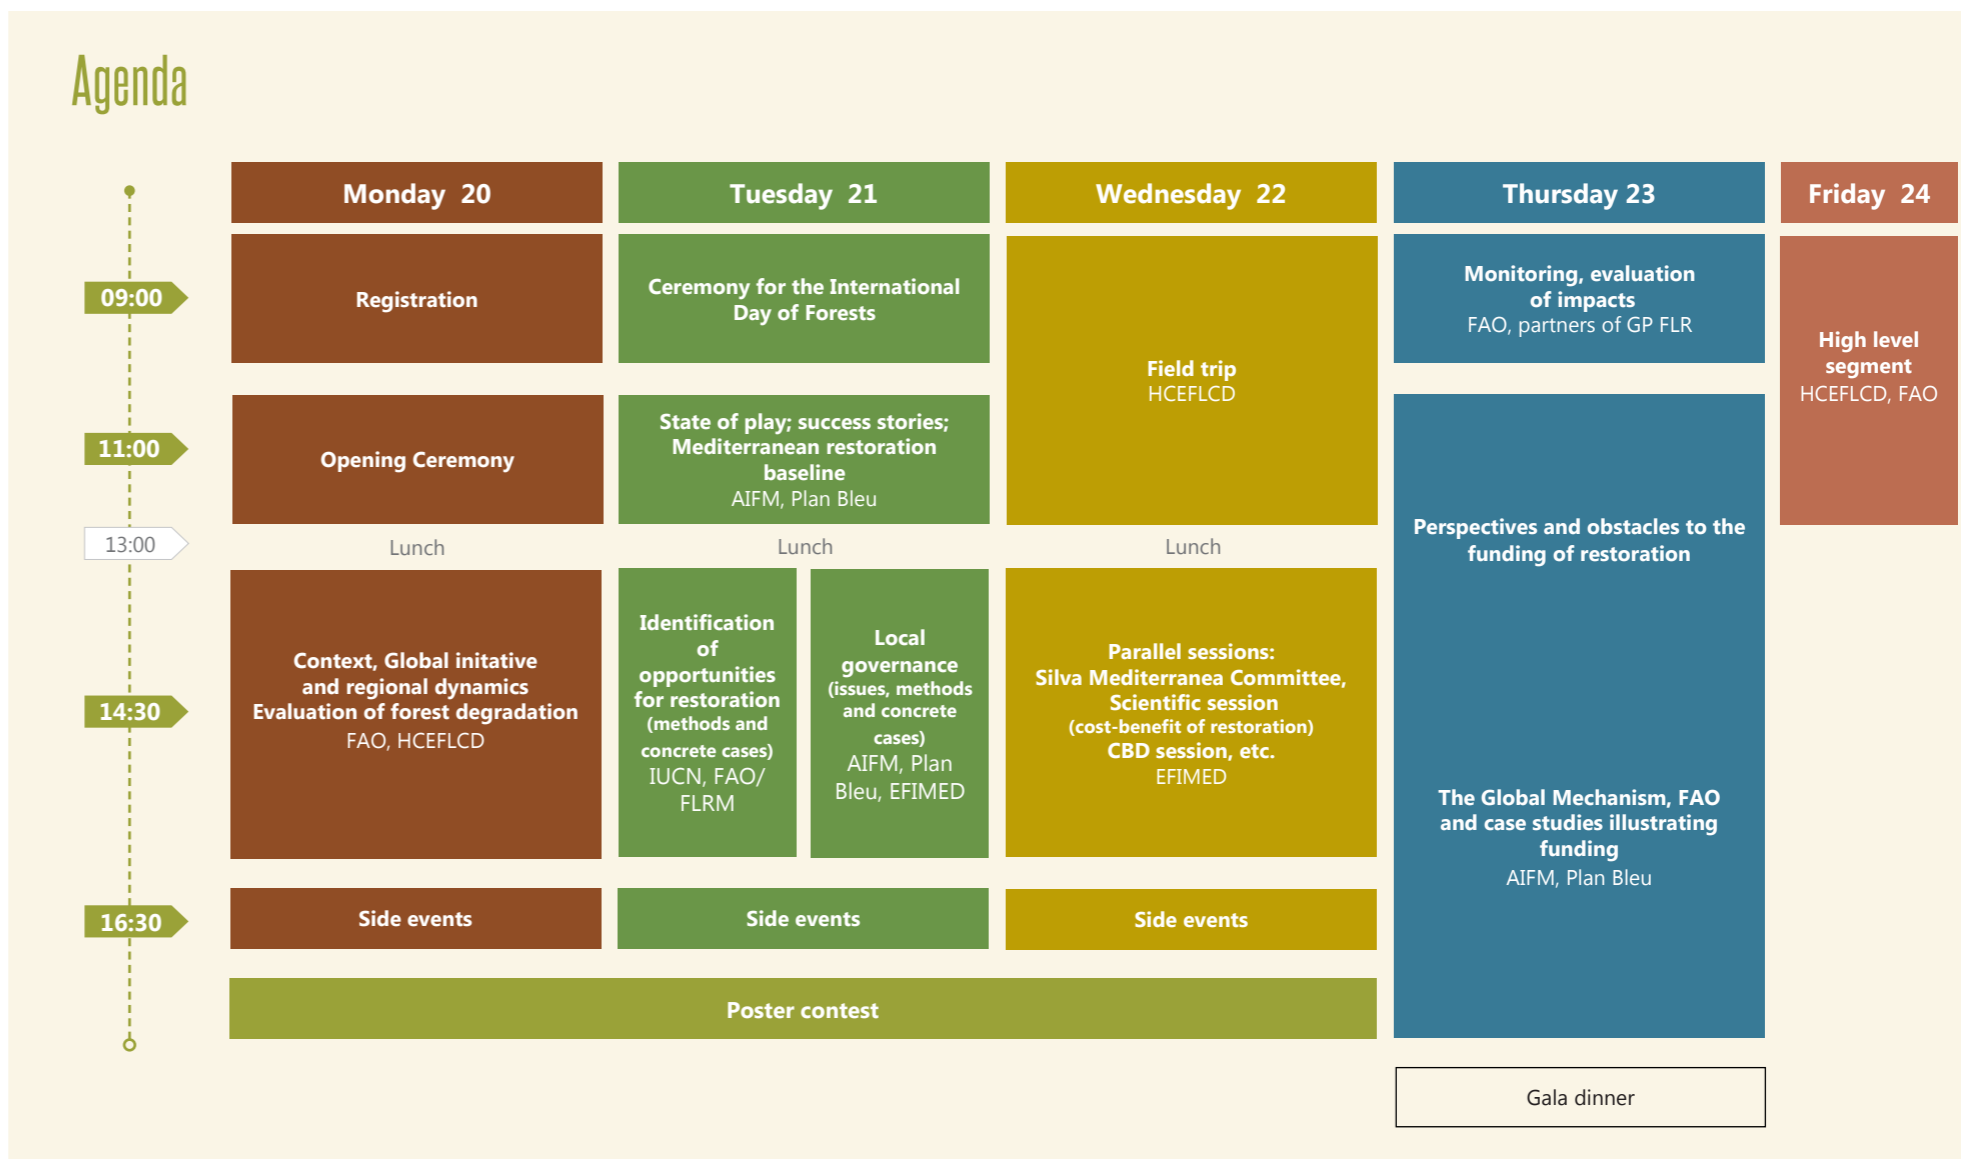 Agenda
Monday 20
Tuesday 21
Wednesday 22
Thursday 23
Friday 24
09:00
Registration
Ceremony for the International
Day of Forests
Field trip
HCEFLCD
Monitoring, evaluation
of impacts
FAO, partners of GP FLR
High level
segment
HCEFLCD, FAO
11:00
Opening Ceremony
State of play; success stories;
Mediterranean restoration
baseline
AIFM, Plan Bleu
Perspectives and obstacles to the
funding of restoration
13:00
Lunch
Lunch
Lunch
14:30
Context, Global initative
and regional dynamics
Evaluation of forest degradation
FAO, HCEFLCD
Identification
of
opportunities
for restoration
(methods and
concrete cases)
IUCN, FAO/
FLRM
Local
governance
(issues, methods
and concrete
cases)
AIFM, Plan
Bleu, EFIMED
Parallel sessions:
Silva Mediterranea Committee,
Scientific session
(cost-benefit of restoration)
CBD session, etc.
EFIMED
The Global Mechanism, FAO
and case studies illustrating
funding
AIFM, Plan Bleu
16:30
Side events
Side events
Side events
Poster contest
Gala dinner